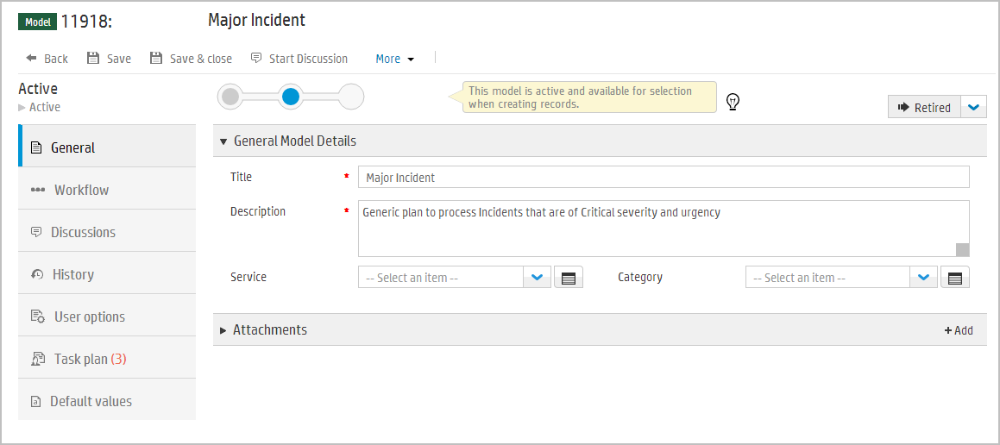 Model 11918: Major Incident
Back Save Save & close Start Discussion More
Active
Active
This model is active and available for selection
when creating records.
Retired
General
Workflow
Discussions
History
User options
Task plan (3)
Default values
General Model Details
Title * Major Incident
Description * Generic plan to process Incidents that are of Critical severity and urgency
Service -- Select an item -- Category -- Select an item --
Attachments + Add